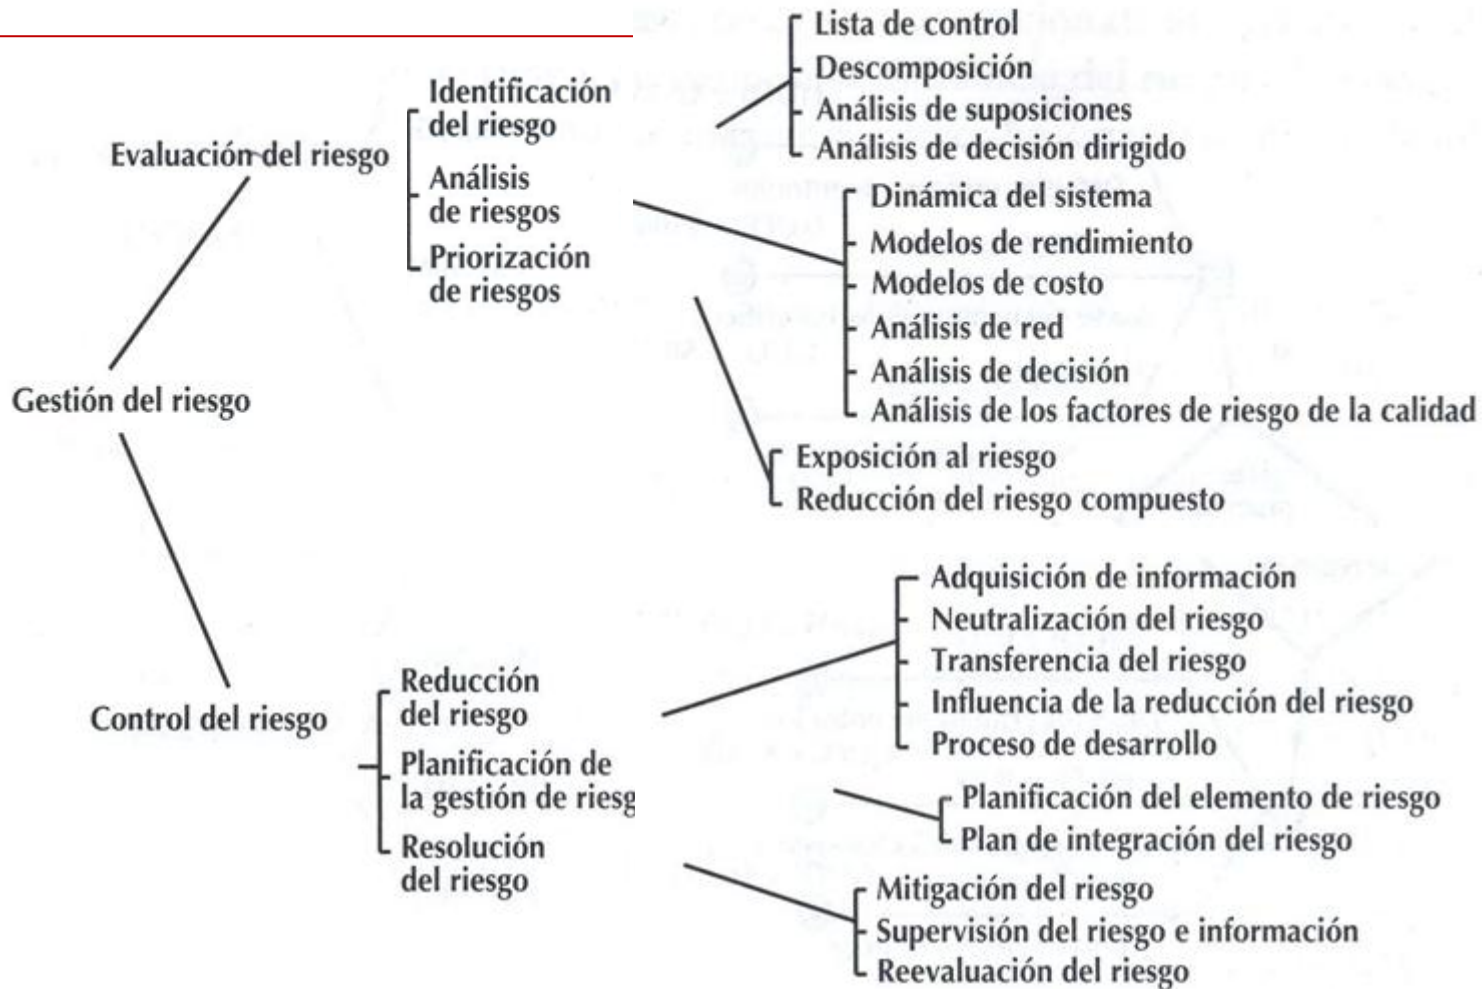 Gestión del riesgo
Evaluación del riesgo
Identificación
del riesgo
Lista de control
Descomposición
Análisis de suposiciones
Análisis de decisión dirigido
Análisis
de riesgos
Dinámica del sistema
Modelos de rendimiento
Modelos de costo
Análisis de red
Análisis de decisión
Análisis de los factores de riesgo de la calidad
Priorización
de riesgos
Exposición al riesgo
Reducción del riesgo compuesto
Control del riesgo
Reducción
del riesgo
Adquisición de información
Neutralización del riesgo
Transferencia del riesgo
Influencia de la reducción del riesgo
Proceso de desarrollo
Planificación de
la gestión de riesg
Planificación del elemento de riesgo
Plan de integración del riesgo
Resolución
del riesgo
Mitigación del riesgo
Supervisión del riesgo e información
Reevaluación del riesgo